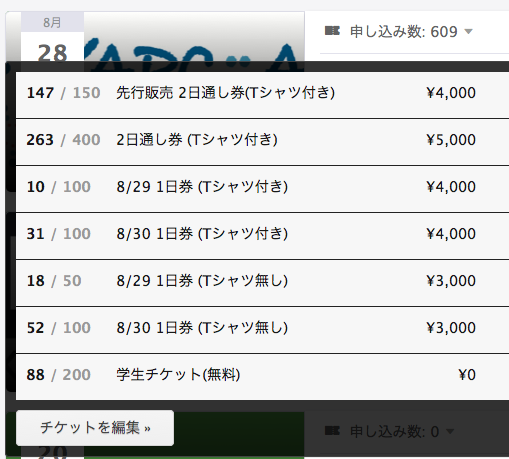 8月
28
申し込み数: 609
147 / 150 先行販売 2日通し券(Tシャツ付き) ¥4,000
263 / 400 2日通し券 (Tシャツ付き) ¥5,000
10 / 100 8/29 1日券 (Tシャツ付き) ¥4,000
31 / 100 8/30 1日券 (Tシャツ付き) ¥4,000
18 / 50 8/29 1日券 (Tシャツ無し) ¥3,000
52 / 100 8/30 1日券 (Tシャツ無し) ¥3,000
88 / 200 学生チケット(無料) ¥0
チケットを編集 »
申し込み数: 0
20